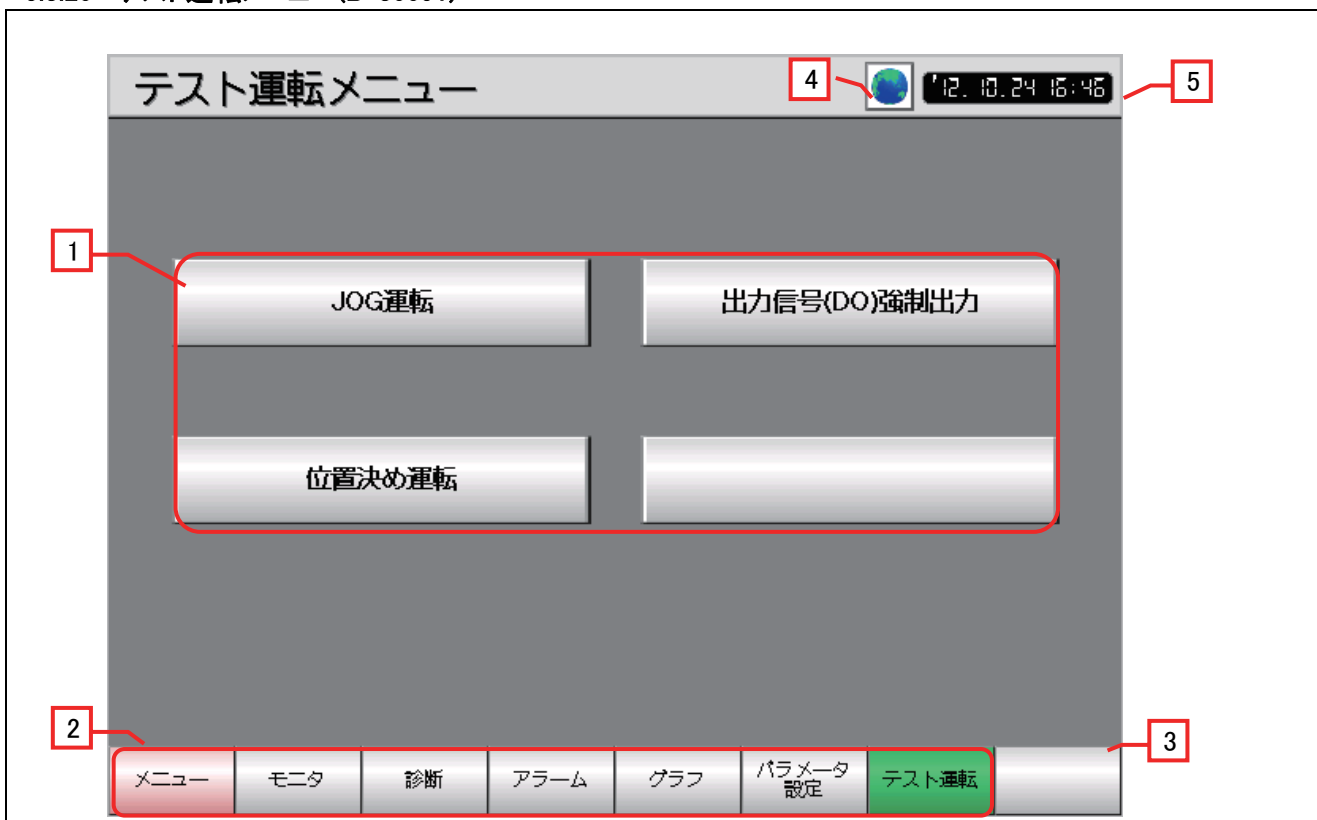 テスト運転メニュー
4
'12.10.24 16:46
5
1
JOG運転
出力信号(DO)強制出力
位置決め運転
2
3
メニュー
モニタ
診断
アラーム
グラフ
パラメータ
設定
テスト運転